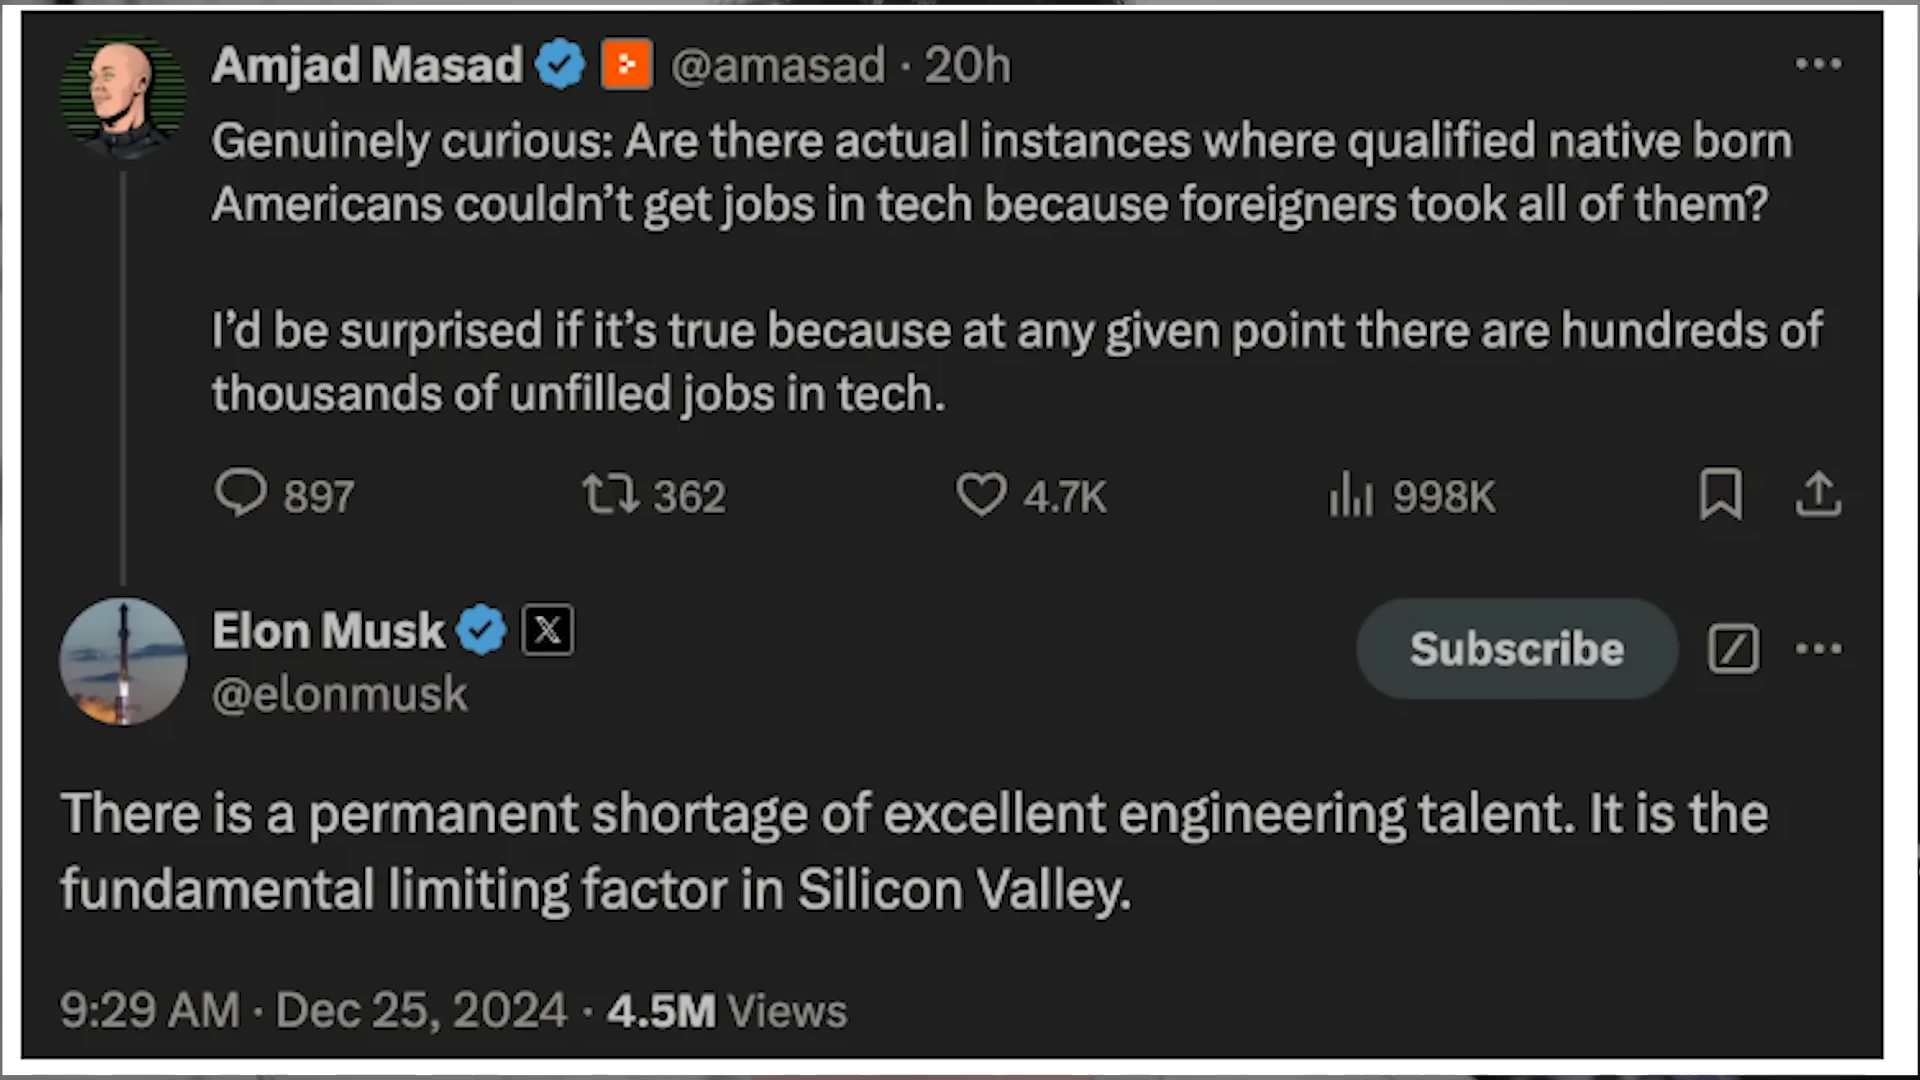 Amjad Masad @amasad · 20h
Genuinely curious: Are there actual instances where qualified native born
Americans couldn’t get jobs in tech because foreigners took all of them?
I’d be surprised if it’s true because at any given point there are hundreds of
thousands of unfilled jobs in tech.
897 362 4.7K 998K
Elon Musk
Subscribe
@elonmusk
There is a permanent shortage of excellent engineering talent. It is the
fundamental limiting factor in Silicon Valley.
9:29 AM · Dec 25, 2024 · 4.5M Views